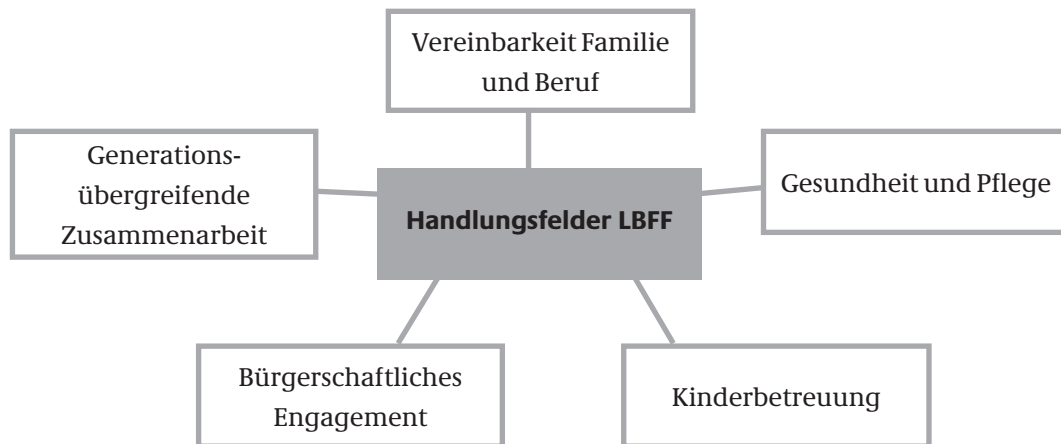 Vereinbarkeit Familie
und Beruf
Generations-
übergreifende
Zusammenarbeit
Gesundheit und Pflege
Handlungsfelder LBFF
Bürgerschaftliches
Engagement
Kinderbetreuung